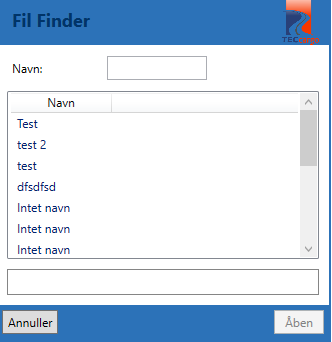 Fil Finder
TEC
Navn:
Navn
Test
test 2
test
dfsdfsd
Intet navn
Intet navn
Intet navn
Annuller
Åben